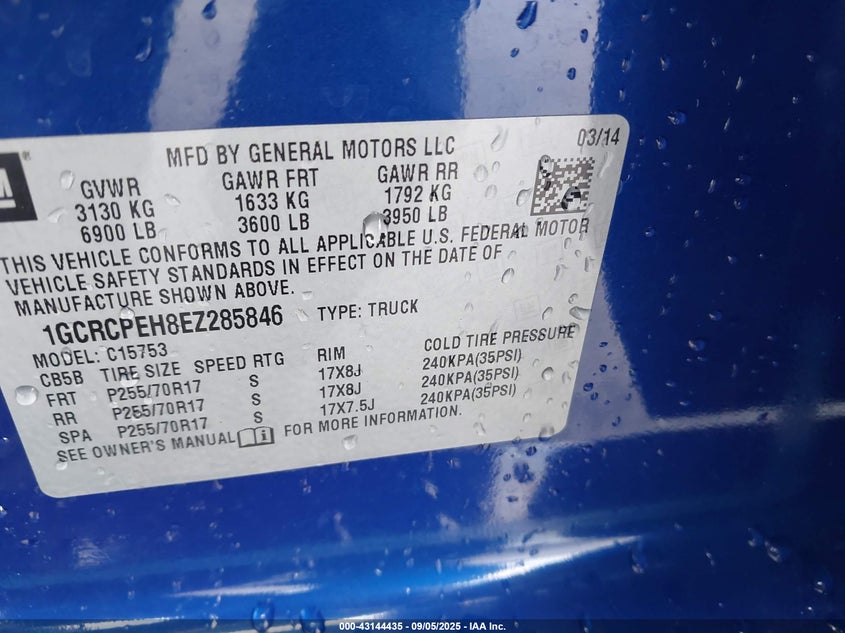 M ®
MFD BY GENERAL MOTORS LLC 03/14
GVWR GAWR FRT GAWR RR
3130 KG 1633 KG 1792 KG
6900 LB 3600 LB 3950 LB
THIS VEHICLE CONFORMS TO ALL APPLICABLE U.S. FEDERAL MOTOR
VEHICLE SAFETY STANDARDS IN EFFECT ON THE DATE OF
MANUFACTURE SHOWN ABOVE.
1GCRCPEH8EZ285846 TYPE: TRUCK
MODEL: C15753
CB5B TIRE SIZE SPEED RTG RIM COLD TIRE PRESSURE
FRT P255/70R17 S 17X8J 240KPA(35PSI)
RR P255/70R17 S 17X8J 240KPA(35PSI)
SPA P255/70R17 S 17X7.5J 240KPA(35PSI)
SEE OWNER'S MANUAL FOR MORE INFORMATION.
000-43144435 - 09/05/2025 - IAA Inc.